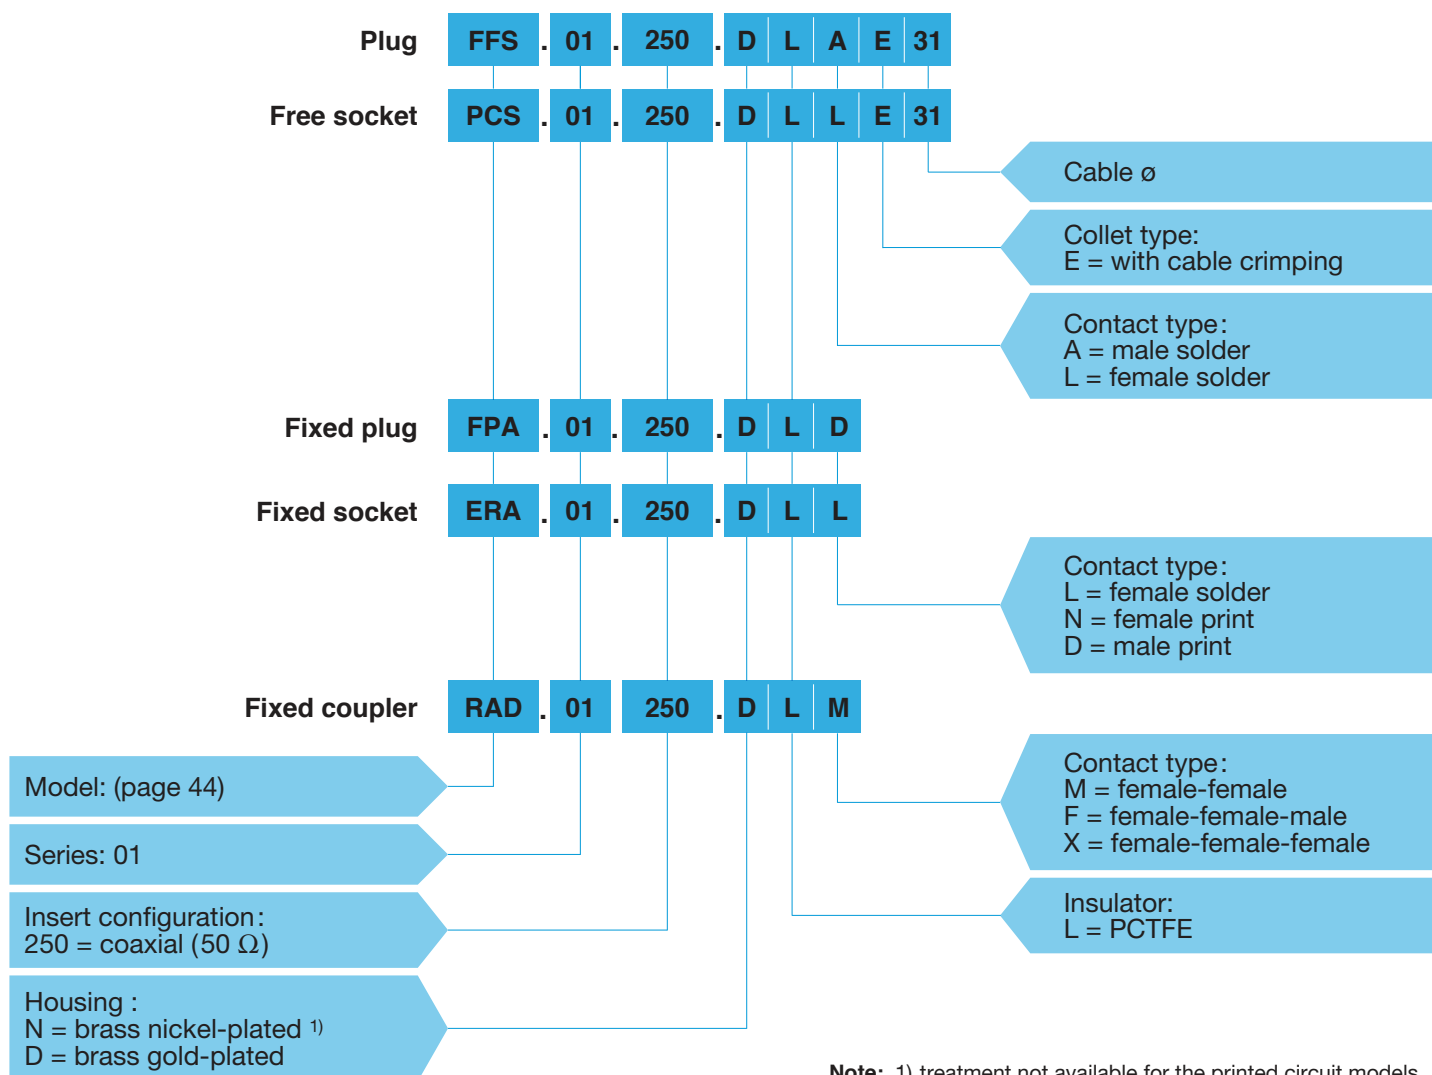 Plug FFS . 01 . 250 . D L A E 31
Free socket PCS . 01 . 250 . D L L E 31
Cable ø
Collet type:
E = with cable crimping
Contact type:
A = male solder
L = female solder
Fixed plug FPA . 01 . 250 . D L D
Fixed socket ERA . 01 . 250 . D L L
Contact type:
L = female solder
N = female print
D = male print
Fixed coupler RAD . 01 250 . D L M
Model: (page 44)
Series: 01
Insert configuration:
250 = coaxial (50 Ω)
Housing :
N = brass nickel-plated 1)
D = brass gold-plated
Contact type:
M = female-female
F = female-female-male
X = female-female-female
Insulator:
L = PCTFE
Note: 1) treatment not available for the printed circuit models